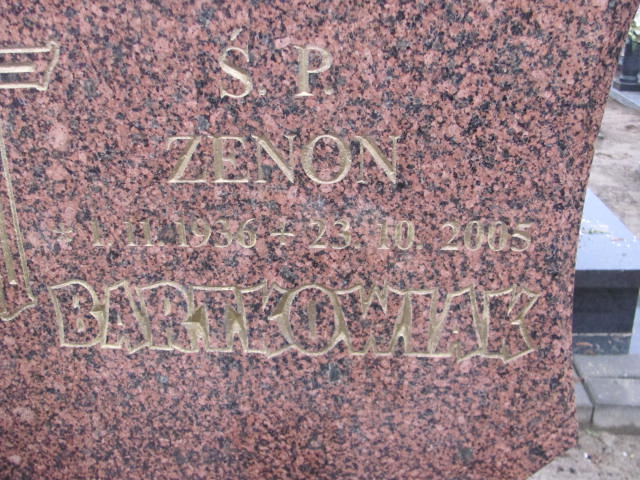 Ś. P.
ZENON
* 1. 11. 1936 + 23. 10. 2005
BARTKOWIAK